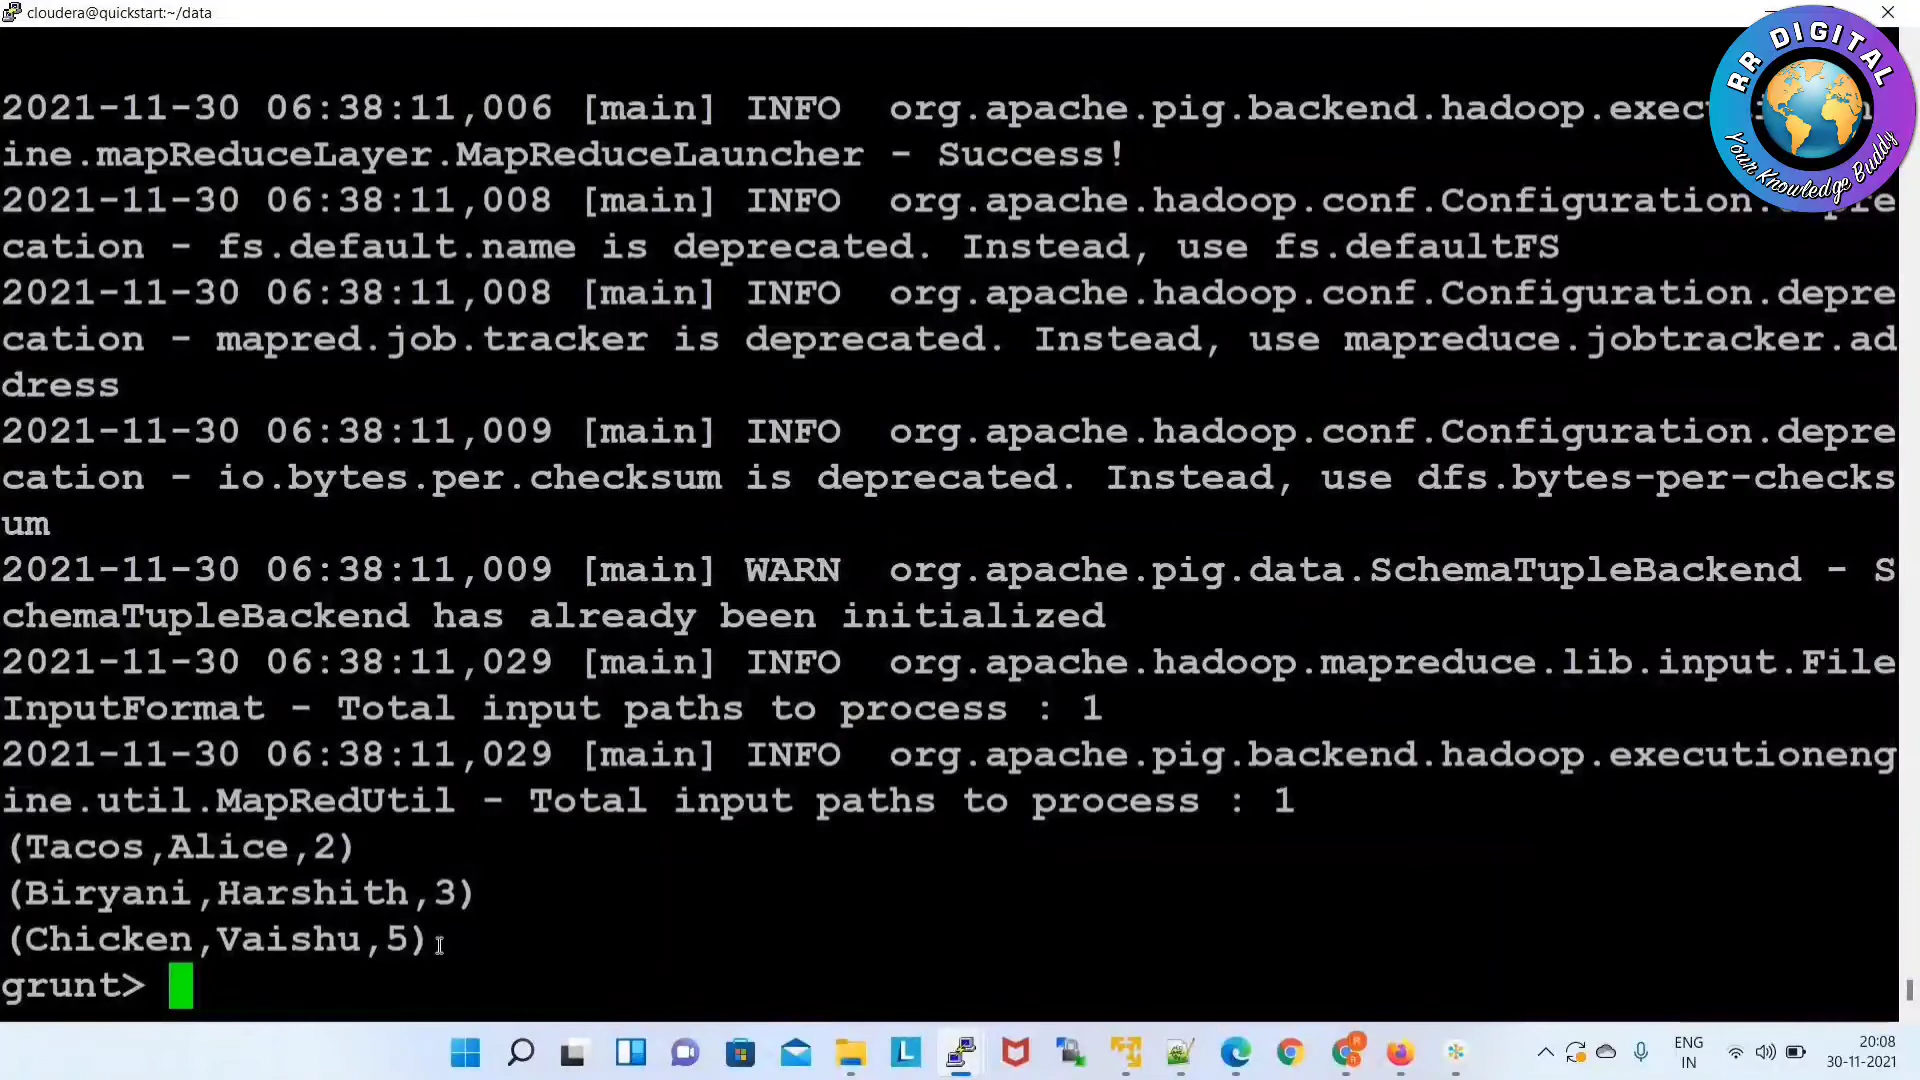 cloudera@quickstart:~/data
RR DIGITAL
Your Knowledge Buddy
2021-11-30 06:38:11,006 [main] INFO  org.apache.pig.backend.hadoop.exec
ine.mapReduceLayer.MapReduceLauncher - Success!
2021-11-30 06:38:11,008 [main] INFO  org.apache.hadoop.conf.Configuration.depre
cation - fs.default.name is deprecated. Instead, use fs.defaultFS
2021-11-30 06:38:11,008 [main] INFO  org.apache.hadoop.conf.Configuration.depre
cation - mapred.job.tracker is deprecated. Instead, use mapreduce.jobtracker.ad
dress
2021-11-30 06:38:11,009 [main] INFO  org.apache.hadoop.conf.Configuration.depre
cation - io.bytes.per.checksum is deprecated. Instead, use dfs.bytes-per-checks
um
2021-11-30 06:38:11,009 [main] WARN  org.apache.pig.data.SchemaTupleBackend - S
chemaTupleBackend has already been initialized
2021-11-30 06:38:11,029 [main] INFO  org.apache.hadoop.mapreduce.lib.input.File
InputFormat - Total input paths to process : 1
2021-11-30 06:38:11,029 [main] INFO  org.apache.pig.backend.hadoop.executioneng
ine.util.MapRedUtil - Total input paths to process : 1
(Tacos,Alice,2)
(Biryani,Harshith,3)
(Chicken,Vaishu,5)
grunt>
ENG
IN
20:08
30-11-2021